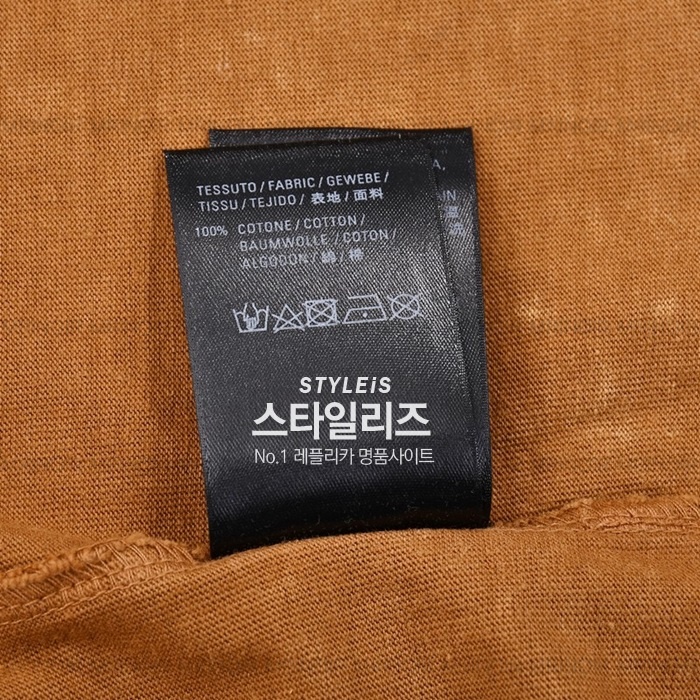 TESSUTO / FABRIC / GEWEBE /
TISSU / TEJIDO / 表地 / 面料
100% COTONE / COTTON /
BAUMWOLLE / COTON /
ALGODON / 綿 / 棉
A,
IN
STYLEiS
스타일리즈
No.1 레플리카 명품사이트